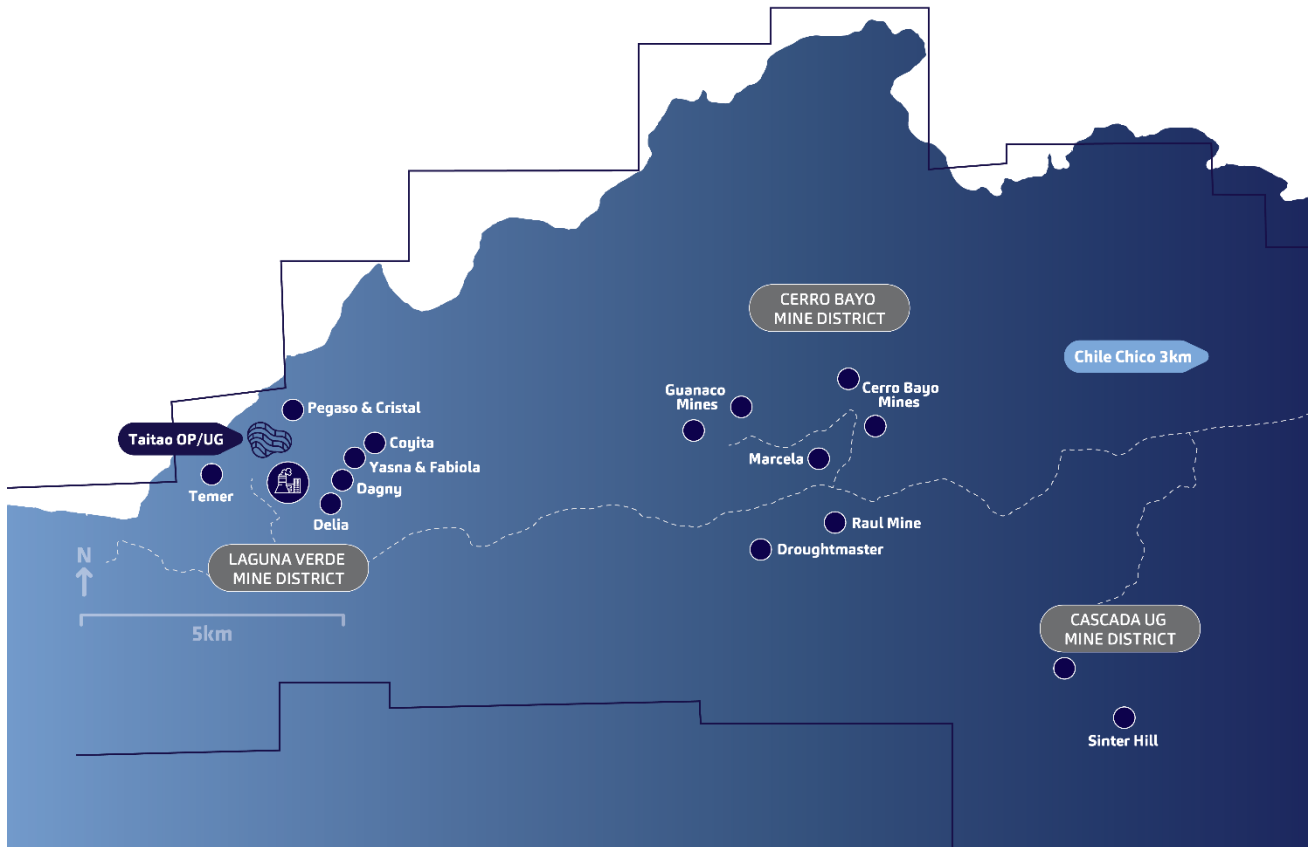 CERRO BAYO
MINE DISTRICT
Chile Chico 3km
Guanaco
Mines
Cerro Bayo
Mines
Marcela
Pegaso & Cristal
Taitao OP/UG
Coyita
Yasna & Fabiola
Temer
Dagny
Delia
Raul Mine
Droughtmaster
LAGUNA VERDE
MINE DISTRICT
N
5km
CASCADA UG
MINE DISTRICT
Sinter Hill